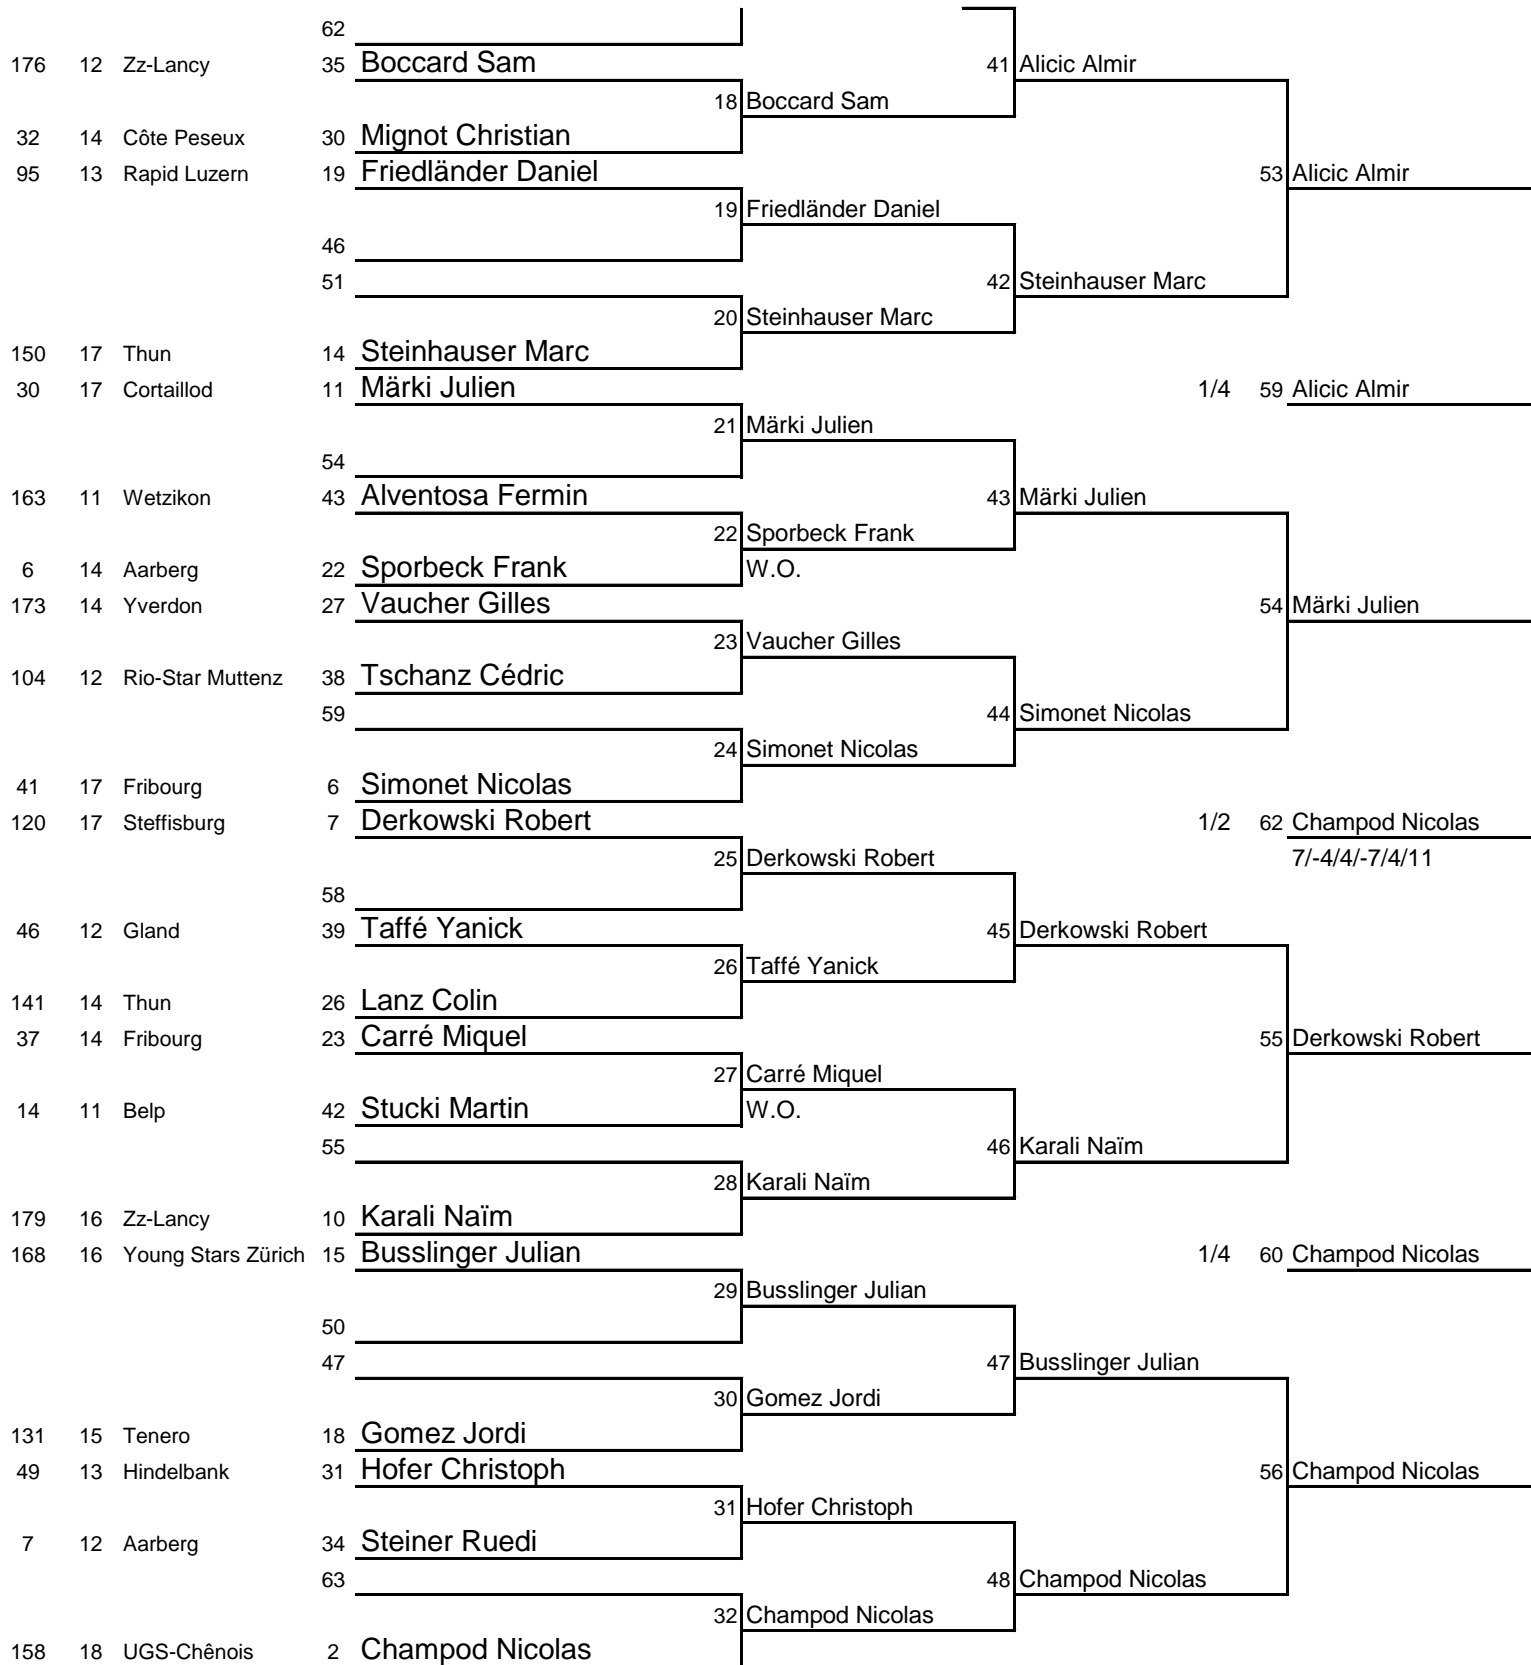 62
176 12 Zz-Lancy 35 Boccard Sam 41 Alicic Almir
18 Boccard Sam
32 14 Côte Peseux 30 Mignot Christian
95 13 Rapid Luzern 19 Friedländer Daniel 53 Alicic Almir
19 Friedländer Daniel
46
51 42 Steinhauser Marc
20 Steinhauser Marc
150 17 Thun 14 Steinhauser Marc
30 17 Cortaillod 11 Märki Julien 1/4 59 Alicic Almir
21 Märki Julien
54
163 11 Wetzikon 43 Alventosa Fermin 43 Märki Julien
22 Sporbeck Frank
6 14 Aarberg 22 Sporbeck Frank W.O.
173 14 Yverdon 27 Vaucher Gilles 54 Märki Julien
23 Vaucher Gilles
104 12 Rio-Star Muttenz 38 Tschanz Cédric
59 44 Simonet Nicolas
24 Simonet Nicolas
41 17 Fribourg 6 Simonet Nicolas
120 17 Steffisburg 7 Derkowski Robert 1/2 62 Champod Nicolas
25 Derkowski Robert 7/-4/4/-7/4/11
58
46 12 Gland 39 Taffé Yanick 45 Derkowski Robert
26 Taffé Yanick
141 14 Thun 26 Lanz Colin
37 14 Fribourg 23 Carré Miquel 55 Derkowski Robert
27 Carré Miquel
14 11 Belp 42 Stucki Martin W.O.
55 46 Karali Naïm
28 Karali Naïm
179 16 Zz-Lancy 10 Karali Naïm
168 16 Young Stars Zürich 15 Busslinger Julian 1/4 60 Champod Nicolas
29 Busslinger Julian
50
47 47 Busslinger Julian
30 Gomez Jordi
131 15 Tenero 18 Gomez Jordi
49 13 Hindelbank 31 Hofer Christoph 56 Champod Nicolas
31 Hofer Christoph
7 12 Aarberg 34 Steiner Ruedi
63 48 Champod Nicolas
32 Champod Nicolas
158 18 UGS-Chênois 2 Champod Nicolas